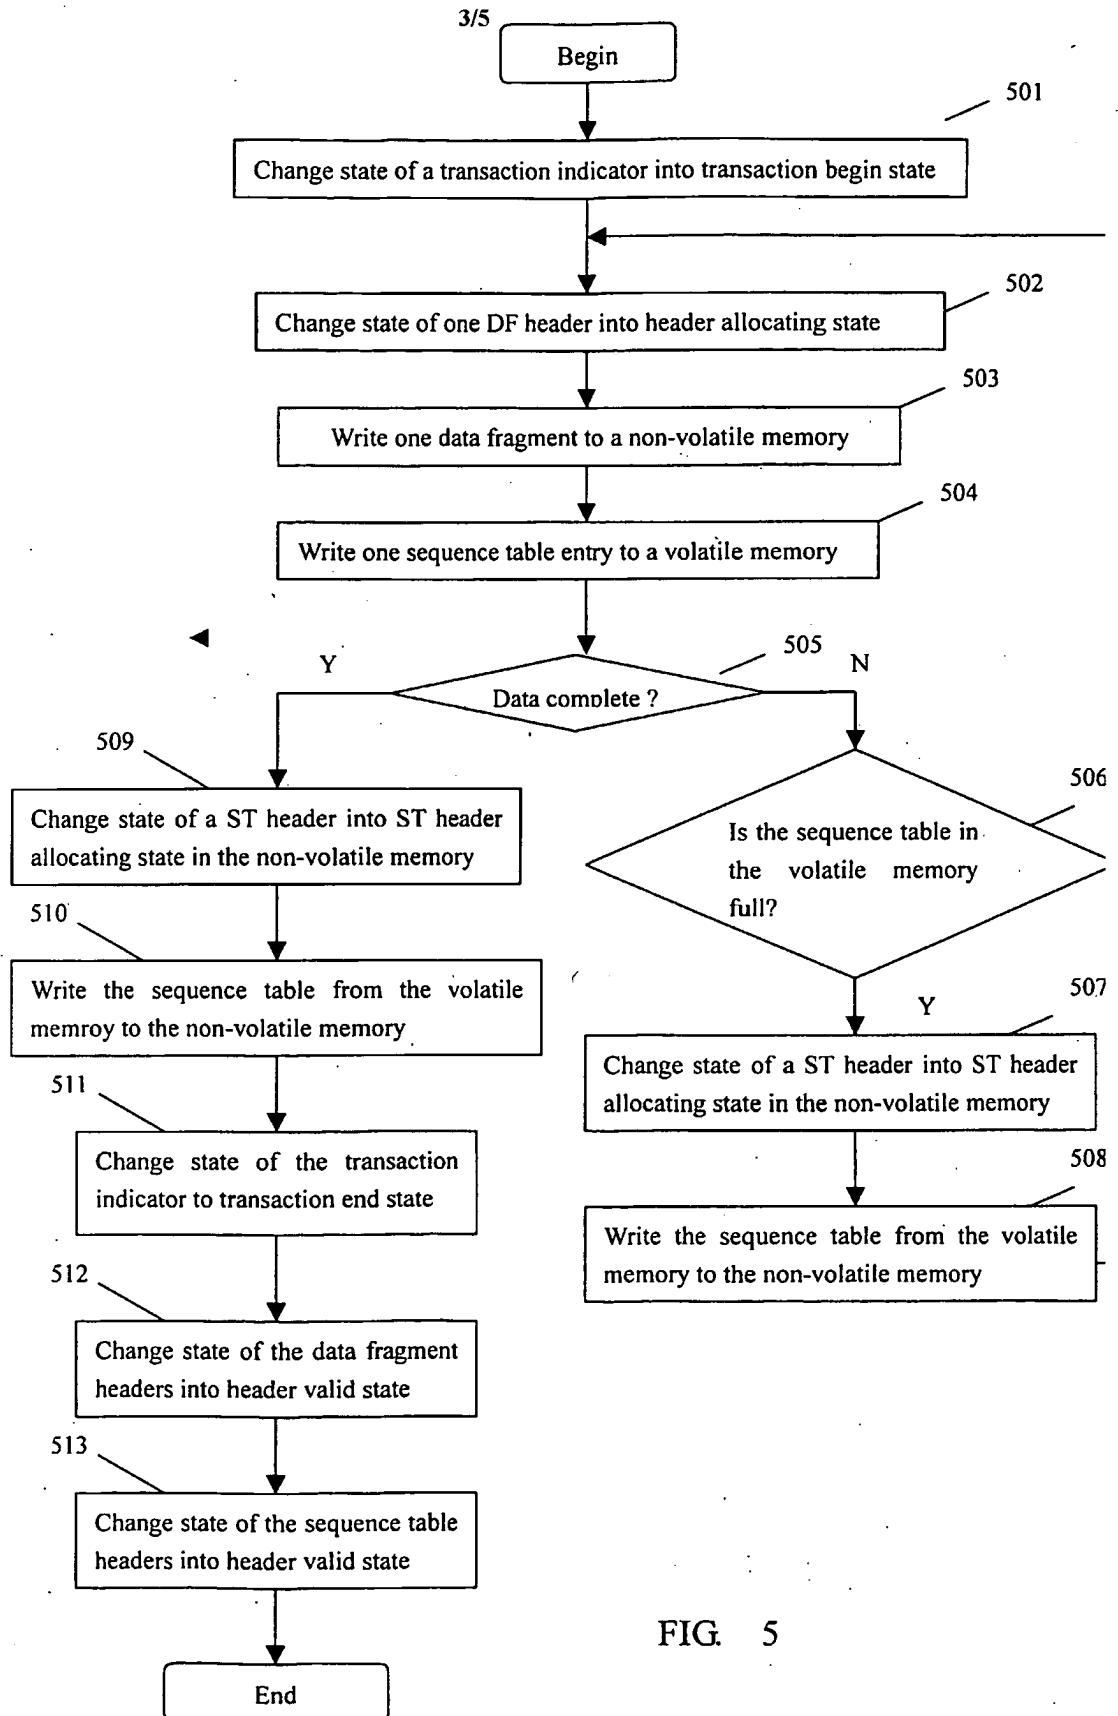 3/5
Begin
501
Change state of a transaction indicator into transaction begin state
502
Change state of one DF header into header allocating state
503
Write one data fragment to a non-volatile memory
504
Write one sequence table entry to a volatile memory
505
Y
N
Data complete ?
509
506
Change state of a ST header into ST header
allocating state in the non-volatile memory
Is the sequence table in
the volatile memory
full?
510
Write the sequence table from the volatile
memroy to the non-volatile memory
Y
507
Change state of a ST header into ST header
allocating state in the non-volatile memory
511
Change state of the transaction
indicator to transaction end state
508
Write the sequence table from the volatile
memory to the non-volatile memory
512
Change state of the data fragment
headers into header valid state
513
Change state of the sequence table
headers into header valid state
FIG. 5
End